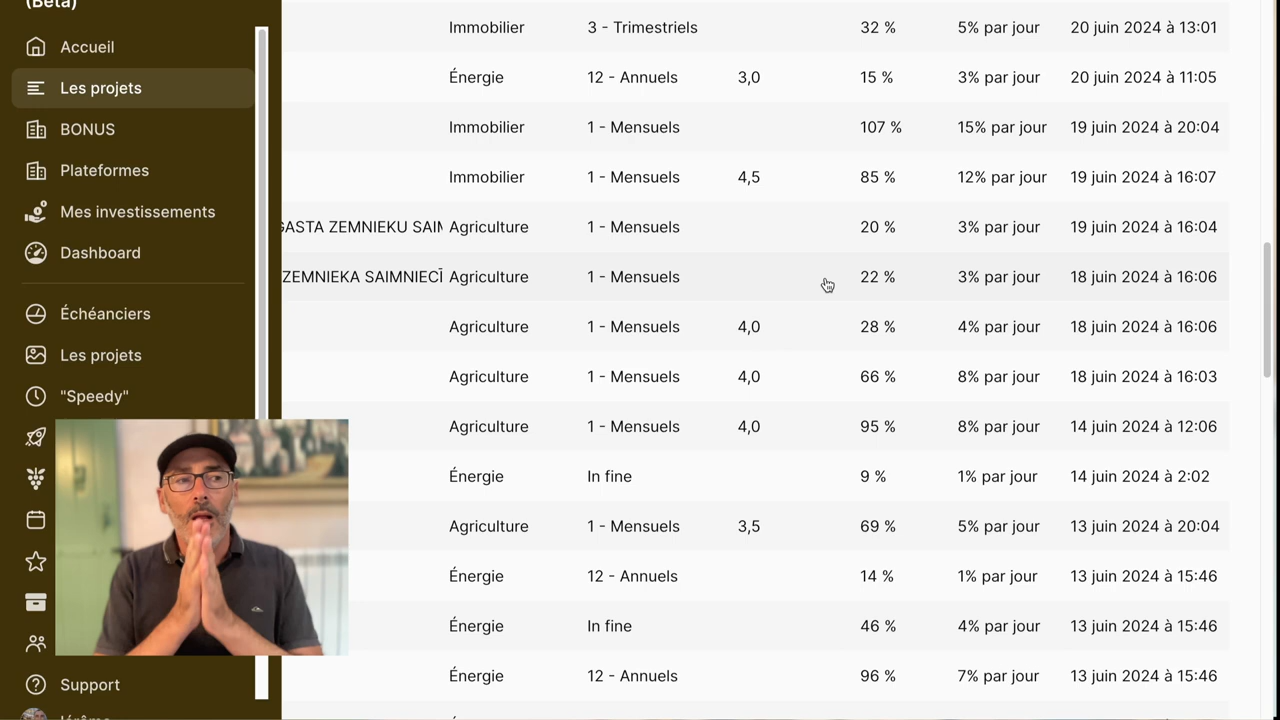 (Beta)
Accueil
Les projets
BONUS
Plateformes
Mes investissements
Dashboard
Échéanciers
Les projets
"Speedy"
Support
Jérôme
Immobilier 3 - Trimestriels 32 % 5% par jour 20 juin 2024 à 13:01
Énergie 12 - Annuels 3,0 15 % 3% par jour 20 juin 2024 à 11:05
Immobilier 1 - Mensuels 107 % 15% par jour 19 juin 2024 à 20:04
Immobilier 1 - Mensuels 4,5 85 % 12% par jour 19 juin 2024 à 16:07
GASTA ZEMNIEKU SAIM Agriculture 1 - Mensuels 20 % 3% par jour 19 juin 2024 à 16:04
ZEMNIEKA SAIMNIECĪ Agriculture 1 - Mensuels 22 % 3% par jour 18 juin 2024 à 16:06
Agriculture 1 - Mensuels 4,0 28 % 4% par jour 18 juin 2024 à 16:06
Agriculture 1 - Mensuels 4,0 66 % 8% par jour 18 juin 2024 à 16:03
Agriculture 1 - Mensuels 4,0 95 % 8% par jour 14 juin 2024 à 12:06
Énergie In fine 9 % 1% par jour 14 juin 2024 à 2:02
Agriculture 1 - Mensuels 3,5 69 % 5% par jour 13 juin 2024 à 20:04
Énergie 12 - Annuels 14 % 1% par jour 13 juin 2024 à 15:46
Énergie In fine 46 % 4% par jour 13 juin 2024 à 15:46
Énergie 12 - Annuels 96 % 7% par jour 13 juin 2024 à 15:46